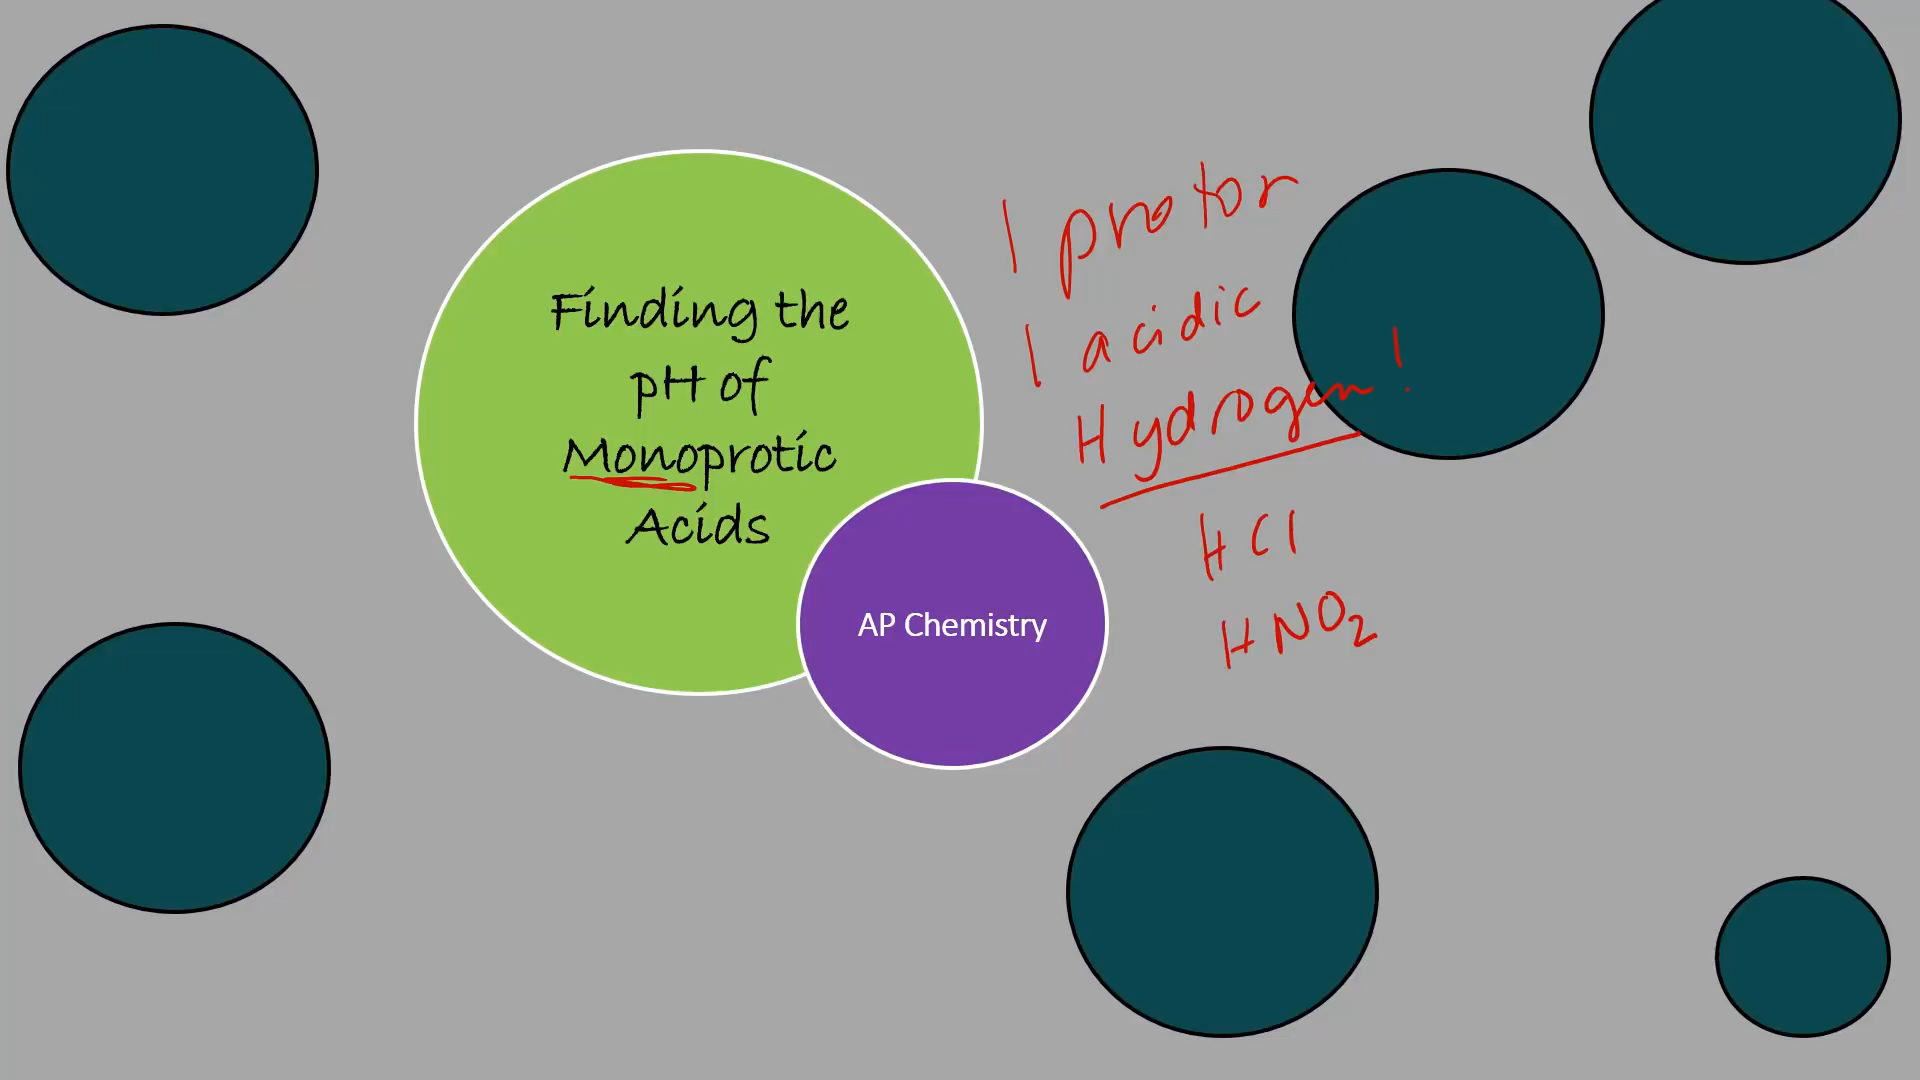 Finding the
pH of
Monoprotic
Acids
AP Chemistry
1 proton
1 acidic
Hydrogen!
HCl
HNO₂